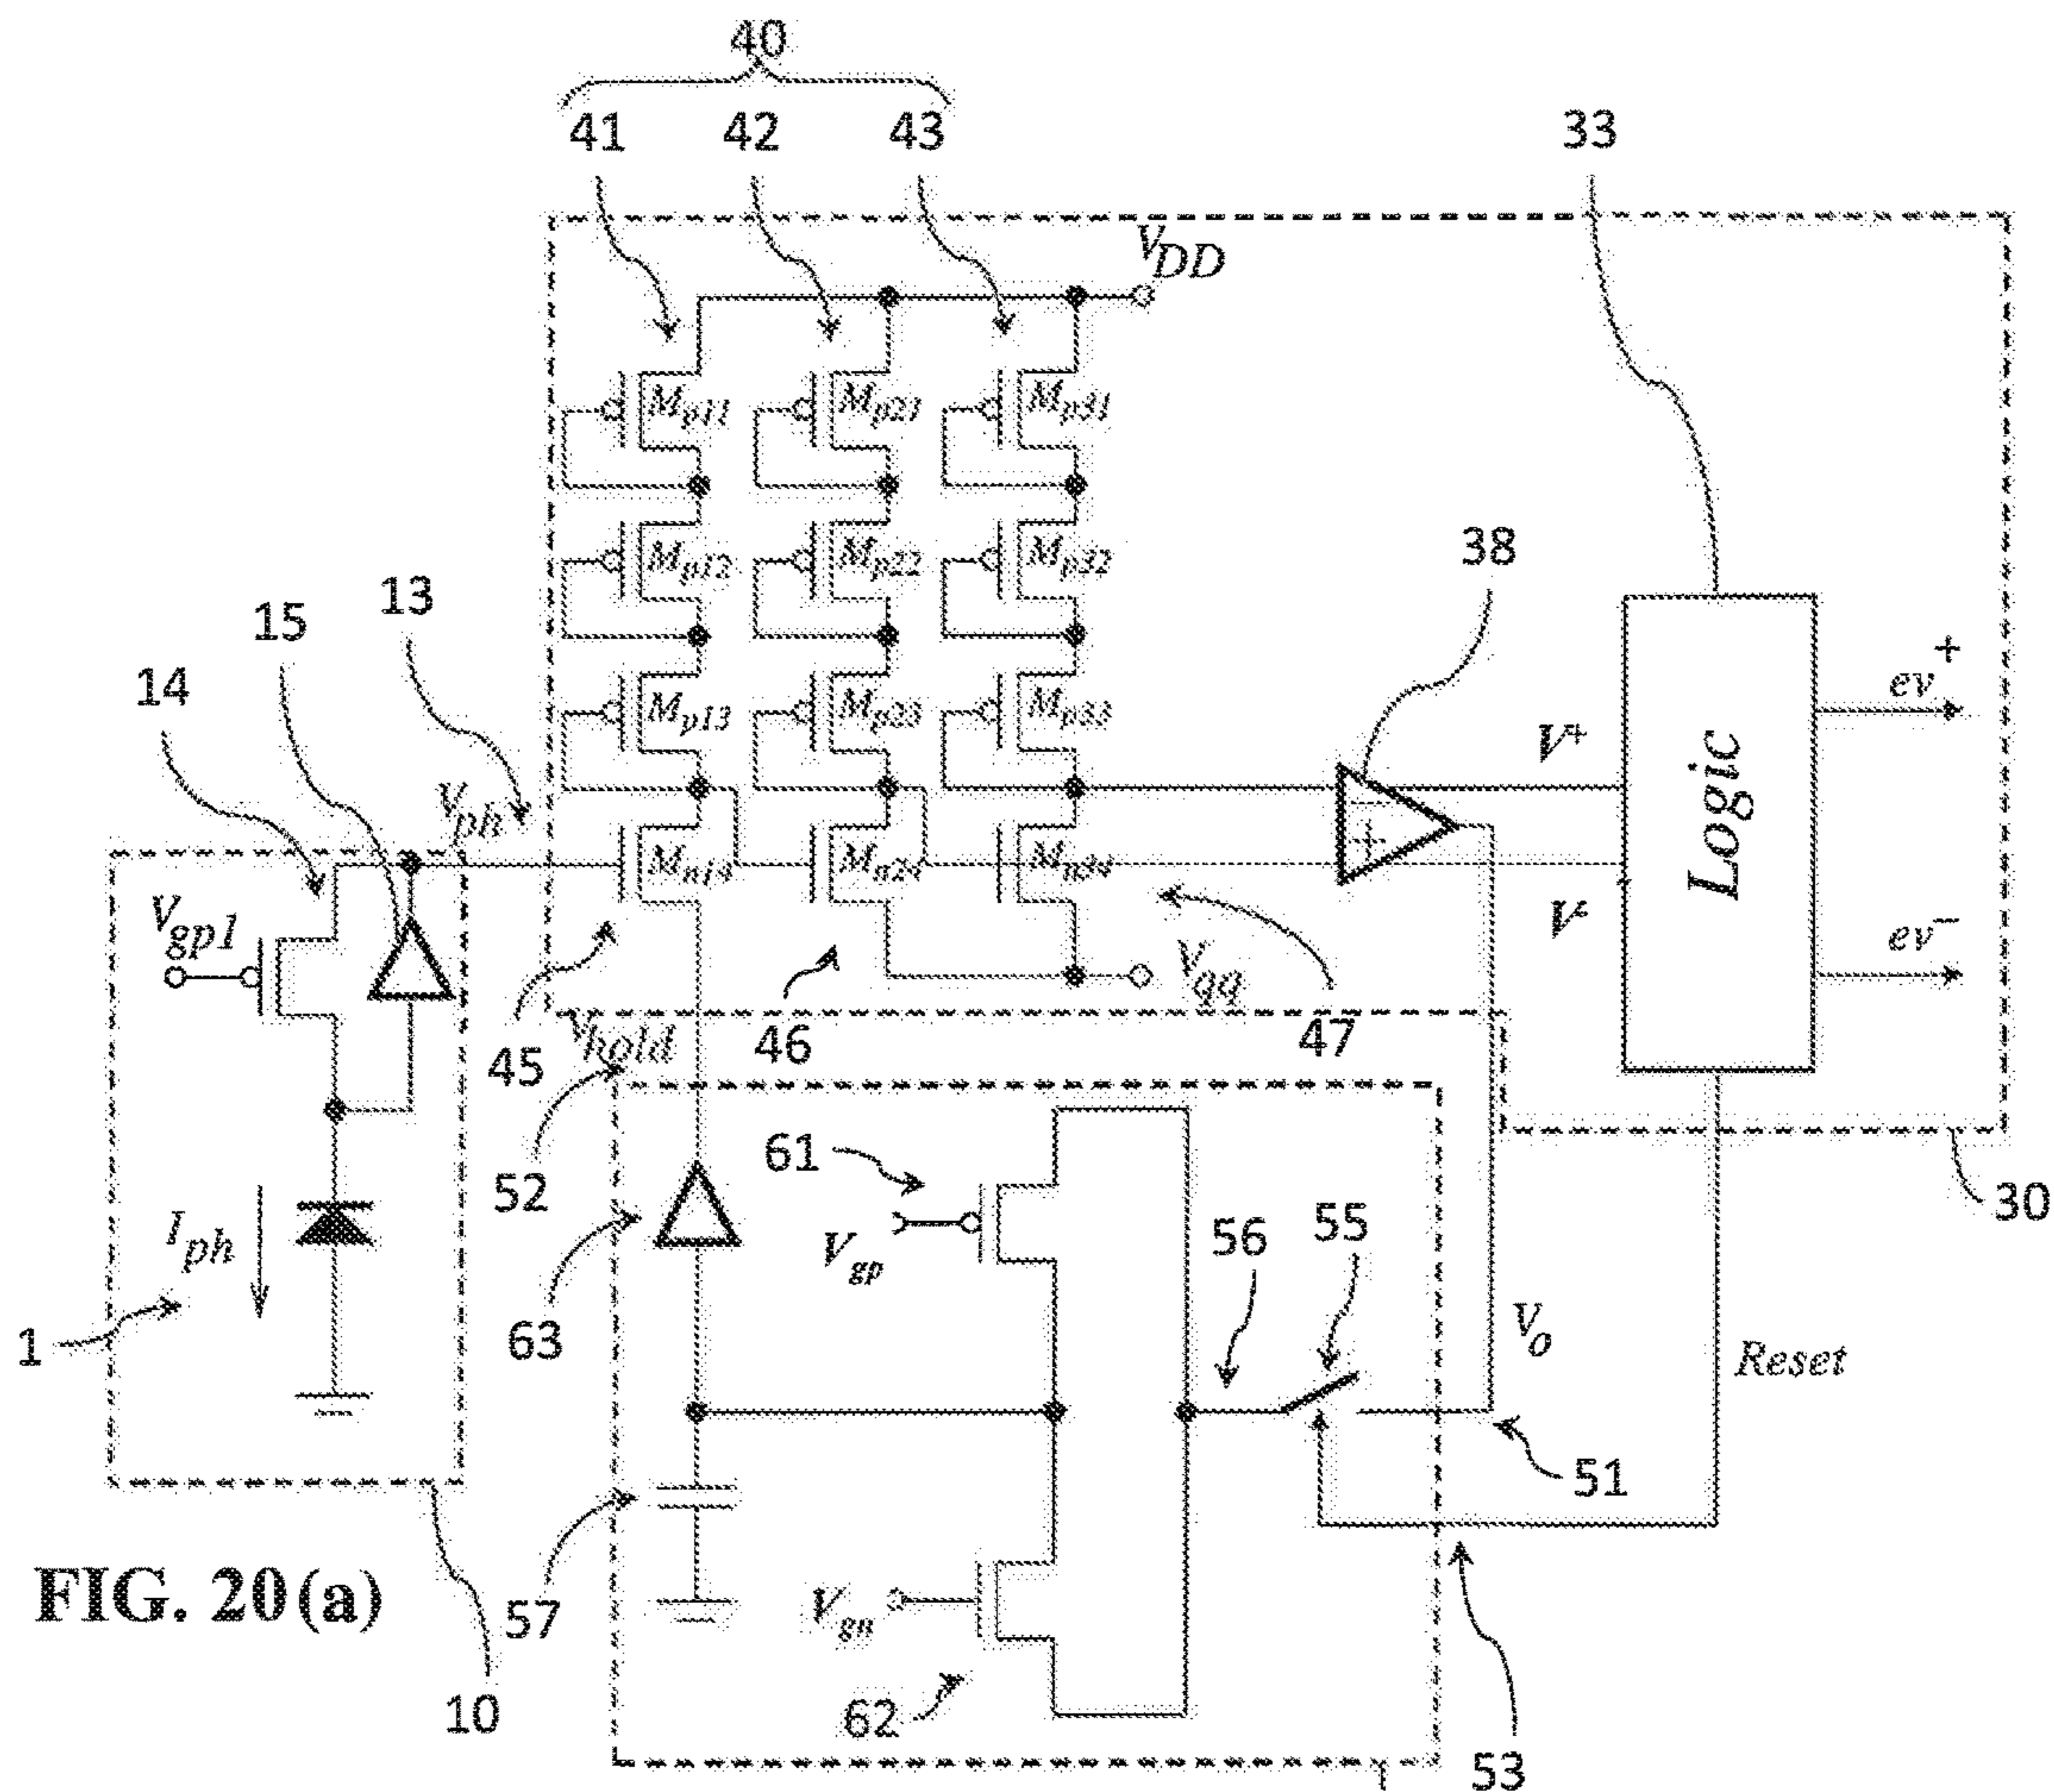 40
41 42 43 33
V_DD
M_p11 M_p21 M_p31
M_p12 M_p22 M_p32
38
13
15
14
M_p13 M_p23 M_p33
ev +
V+
V_ph
M_n14 M_n24 M_n34
- +
Logic
V_gp1
V-
ev -
V_qq
45 V_hold 46 47
52
61
30
I_ph
V_gp
56 55
63
1
V_o
Reset
51
57
V_gn
FIG. 20(a)
10
62
53